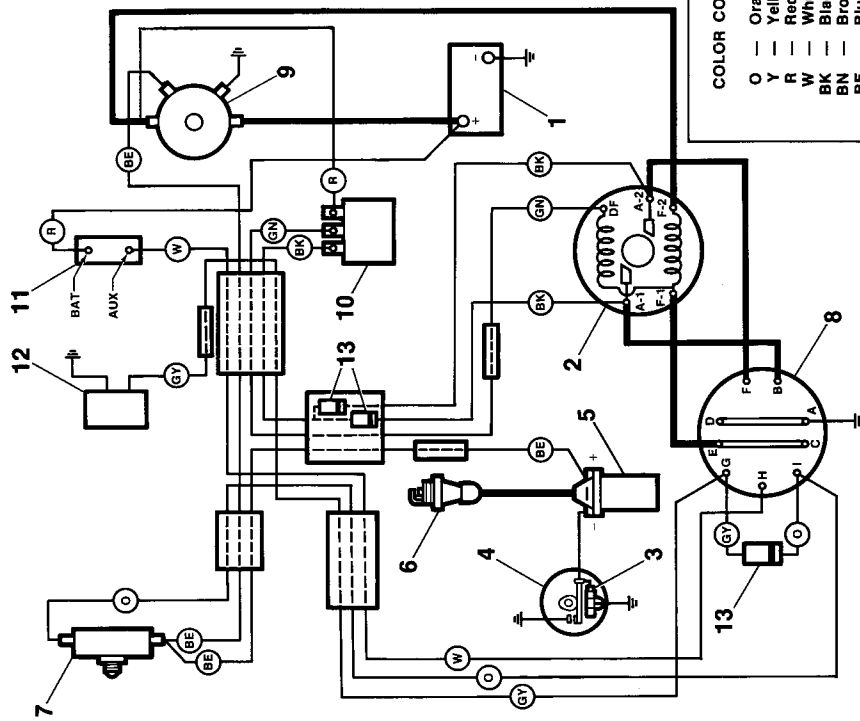 7
O
BE
BE
12
11
BAT
AUX
R
W
GY
BE
9
R
GN
BK
10
+
-
1
13
BK
GN
BK
2
DF
A-2
F-2
A-1
F-1
6
BE
5
+
-
4
3
W
O
GY
8
F
B
D
A
E
C
G
H
I
GY
O
13
COLOR CO
O — Ora
Y — Yell
R — Red
W — Wh
BK — Bla
BN — Bro
BE — Blu